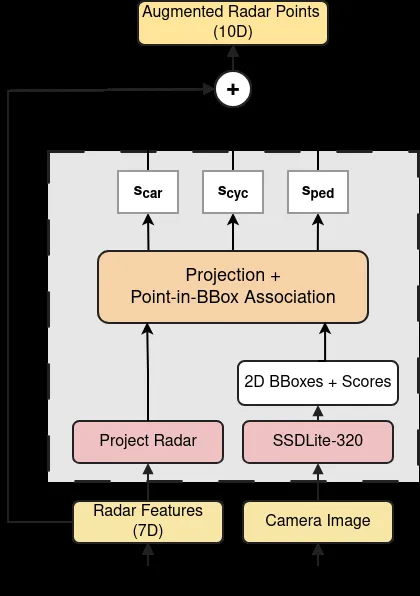 Augmented Radar Points
(10D)
+
scar
scyc
sped
Projection +
Point-in-BBox Association
2D BBoxes + Scores
Project Radar
SSDLite-320
Radar Features
(7D)
Camera Image